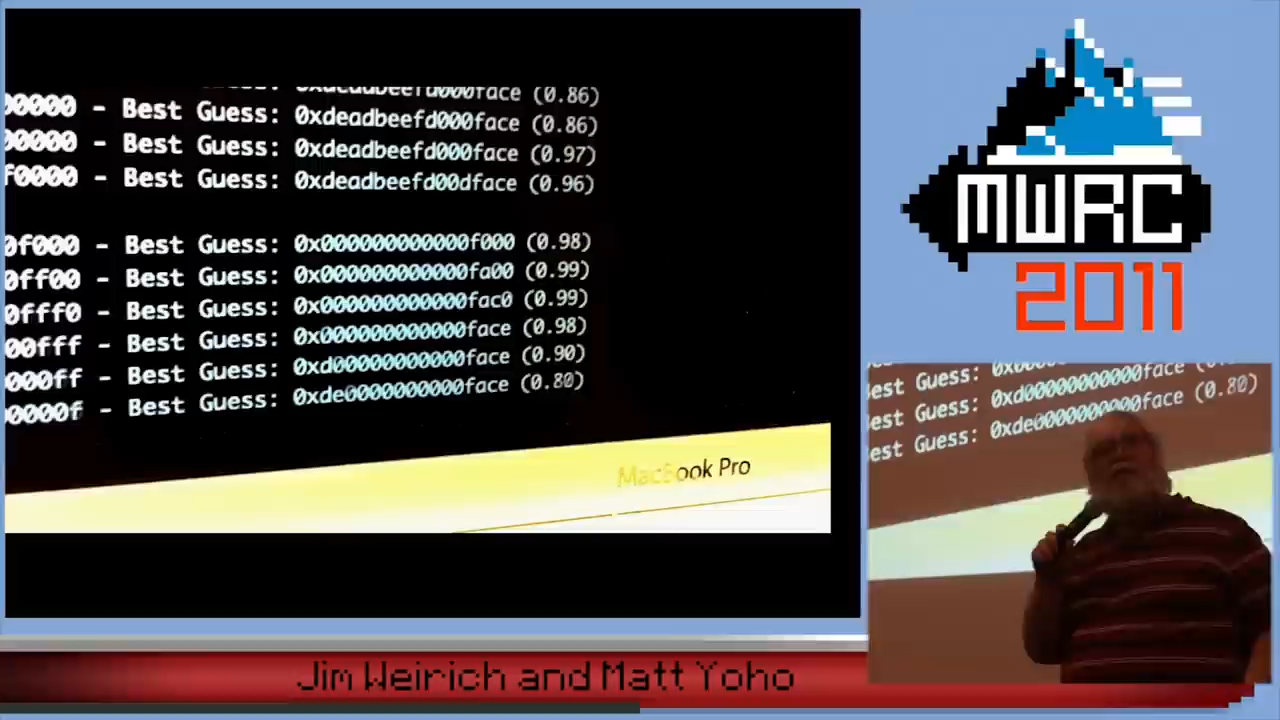 00000 - Best Guess: 0xdeadbeefd000face (0.86)
00000 - Best Guess: 0xdeadbeefd000face (0.97)
f0000 - Best Guess: 0xdeadbeefd00dface (0.96)
0f000 - Best Guess: 0x000000000000f000 (0.98)
0ff00 - Best Guess: 0x000000000000fa00 (0.99)
0fff0 - Best Guess: 0x000000000000fac0 (0.99)
00fff - Best Guess: 0x000000000000face (0.98)
000ff - Best Guess: 0xd00000000000face (0.90)
0000f - Best Guess: 0xde0000000000face (0.80)
MacBook Pro
MWRC
2011
est Guess:
est Guess: 0xd00000000000face
est Guess: 0xde0000000000face (0.80)
Jim Weirich and Matt Yoho